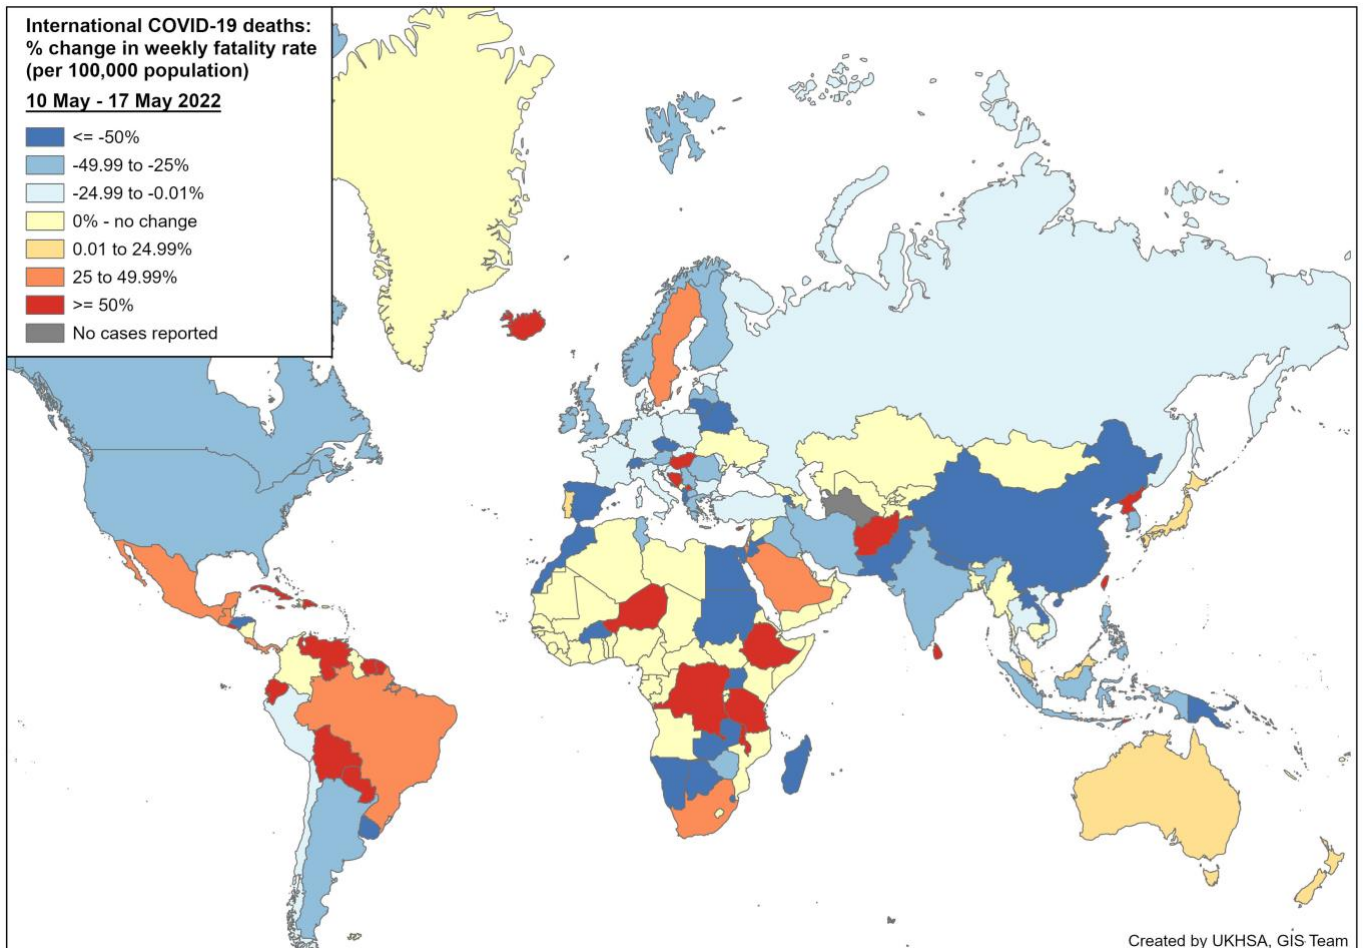 International COVID-19 deaths:
% change in weekly fatality rate
(per 100,000 population)
10 May - 17 May 2022
<= -50%
-49.99 to -25%
-24.99 to -0.01%
0% - no change
0.01 to 24.99%
25 to 49.99%
>= 50%
No cases reported
Created by UKHSA, GIS Team